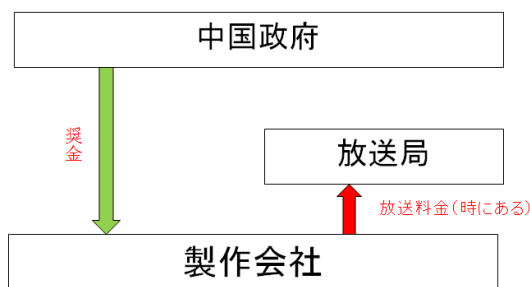 中国政府
奨金
放送局
放送料金(時にある)
製作会社